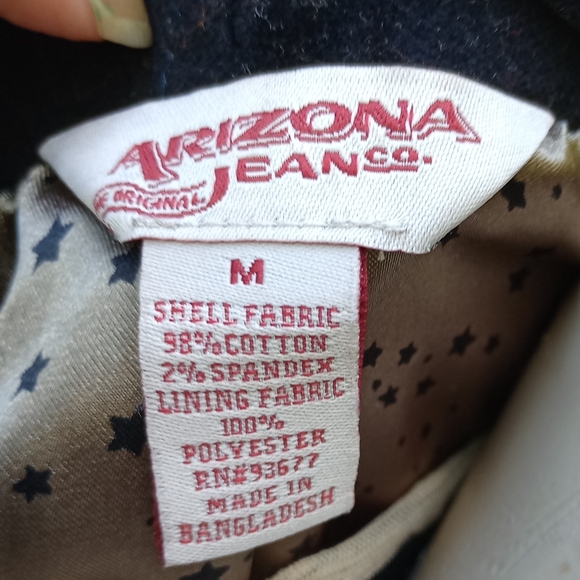 ARIZONA
JEAN CO.
ORIGINAL
M
SHELL FABRIC
98% COTTON
2% SPANDEX
LINING FABRIC
100%
POLYESTER
RN#93677
MADE IN
BANGLADESH